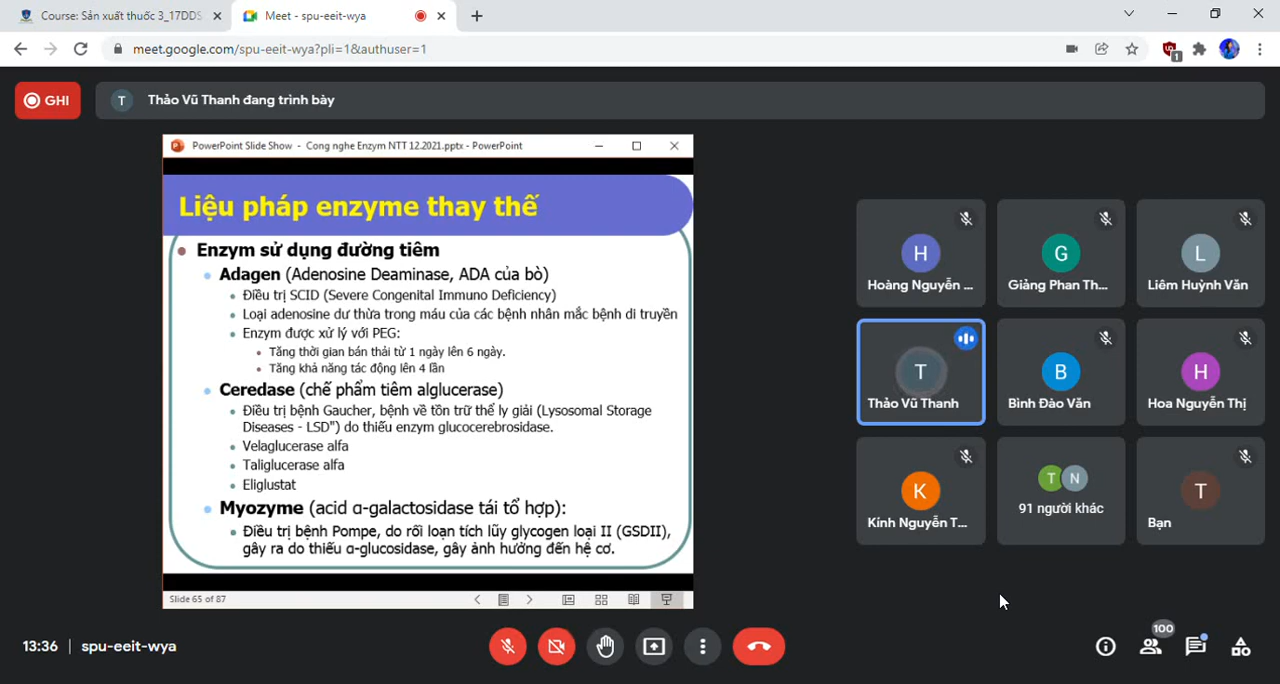 Course: Sản xuất thuốc 3_17DDS
Meet - spu-eeit-wya
meet.google.com/spu-eeit-wya?pli=1&authuser=1
1
GHI
T
Thảo Vũ Thanh đang trình bày
PowerPoint Slide Show - Cong nghe Enzym NTT 12.2021.pptx - PowerPoint
Liệu pháp enzyme thay thế
Enzym sử dụng đường tiêm
Adagen (Adenosine Deaminase, ADA của bò)
Điều trị SCID (Severe Congenital Immuno Deficiency)
Loại adenosine dư thừa trong máu của các bệnh nhân mắc bệnh di truyền
Enzym được xử lý với PEG:
Tăng thời gian bán thải từ 1 ngày lên 6 ngày.
Tăng khả năng tác động lên 4 lần
Ceredase (chế phẩm tiêm alglucerase)
Điều trị bệnh Gaucher, bệnh về tồn trữ thể ly giải (Lysosomal Storage
Diseases - LSD") do thiếu enzym glucocerebrosidase.
Velaglucerase alfa
Taliglucerase alfa
Eliglustat
Myozyme (acid α-galactosidase tái tổ hợp):
Điều trị bệnh Pompe, do rối loạn tích lũy glycogen loại II (GSDII),
gây ra do thiếu α-glucosidase, gây ảnh hưởng đến hệ cơ.
Slide 65 of 87
H
Hoàng Nguyễn ...
G
Giảng Phan Th...
L
Liêm Huỳnh Văn
T
Thảo Vũ Thanh
B
Bình Đào Văn
H
Hoa Nguyễn Thị
K
Kính Nguyễn T...
T N
91 người khác
T
Bạn
13:36 | spu-eeit-wya
100